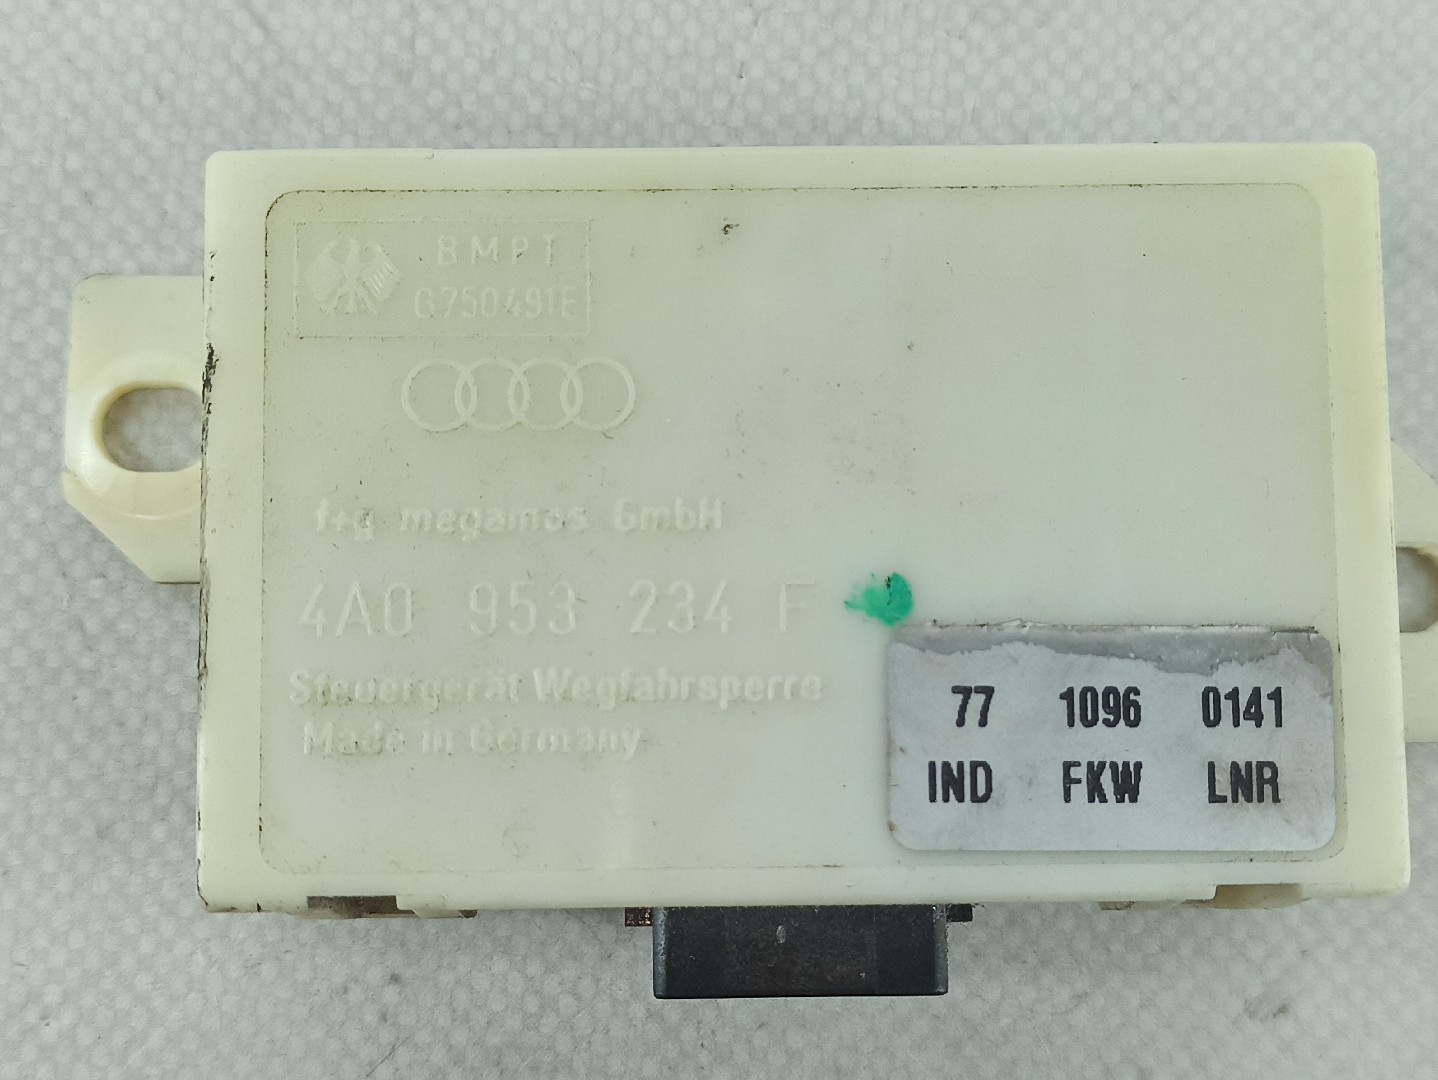 BMPT
G750491E
f+g megamos GmbH
4A0 953 234 F
Steuergerät Wegfahrsperre
Made in Germany
77 1096 0141
IND FKW LNR